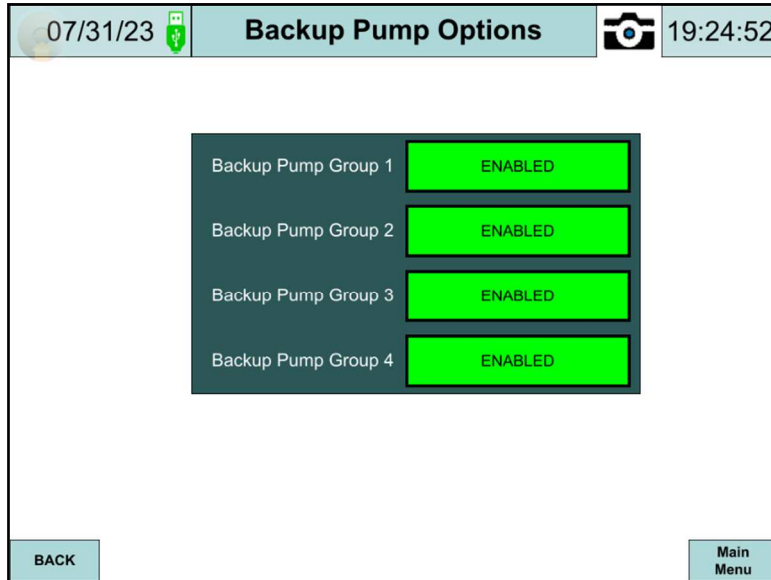 07/31/23 Backup Pump Options 19:24:52
Backup Pump Group 1 ENABLED
Backup Pump Group 2 ENABLED
Backup Pump Group 3 ENABLED
Backup Pump Group 4 ENABLED
BACK
Main
Menu